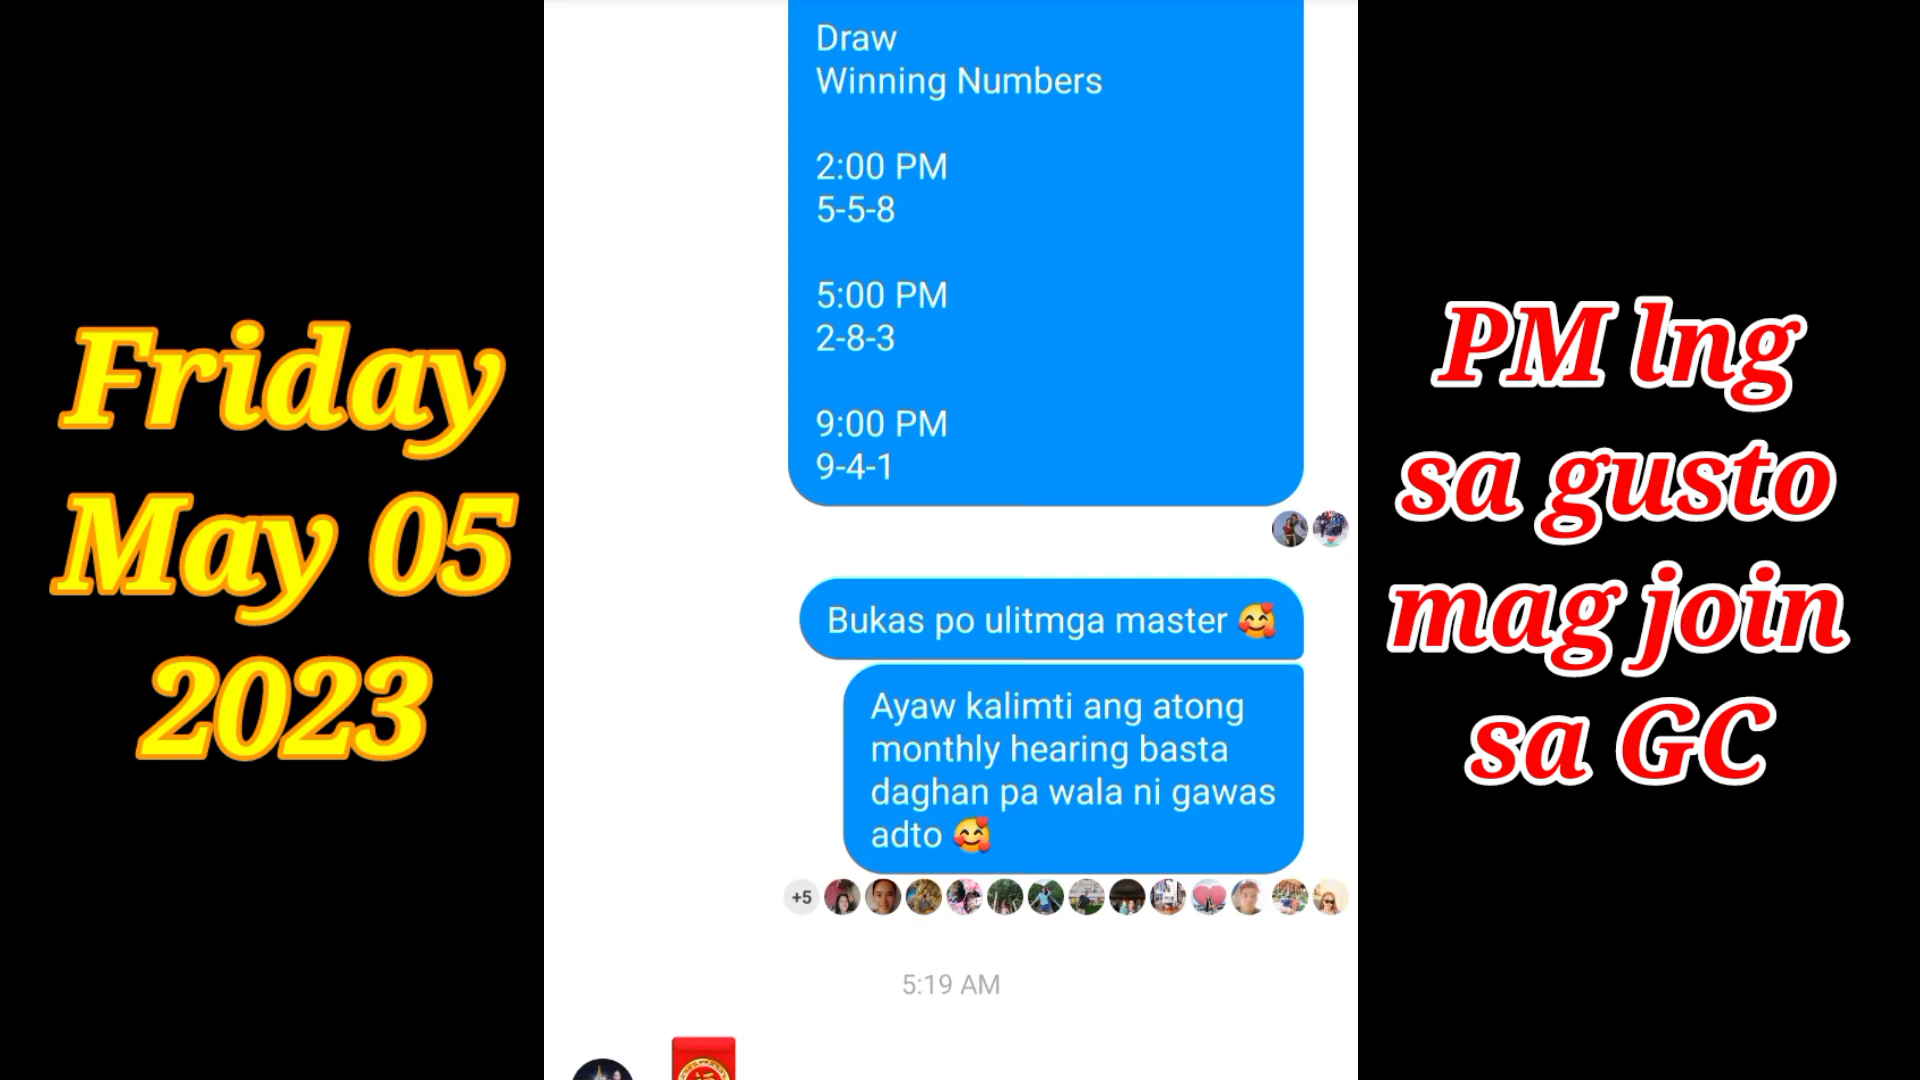 Friday
May 05
2023
Draw
Winning Numbers
2:00 PM
5-5-8
5:00 PM
2-8-3
9:00 PM
9-4-1
Bukas po ulitmga master 🥰
Ayaw kalimti ang atong
monthly hearing basta
daghan pa wala ni gawas
adto 🥰
+5
5:19 AM
PM lng
sa gusto
mag join
sa GC